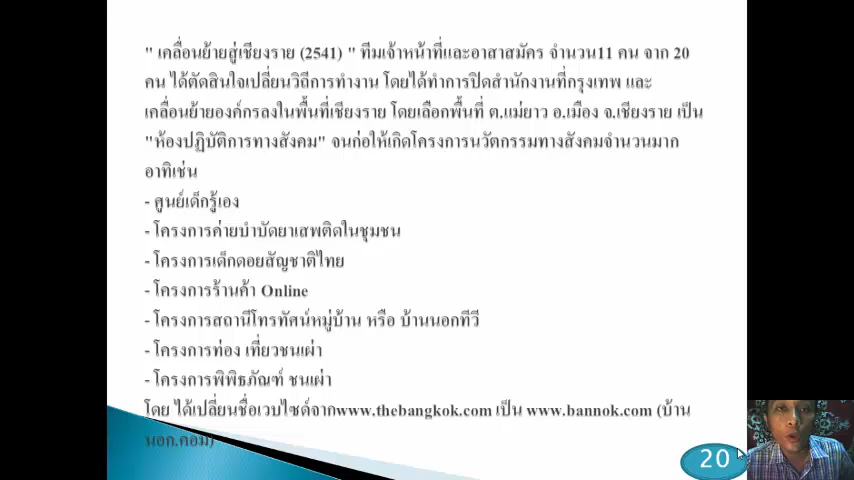 " เคลื่อนย้ายสู่เชียงราย (2541) " ทีมเจ้าหน้าที่และอาสาสมัคร จำนวน11 คน จาก 20
คน ได้ตัดสินใจเปลี่ยนวิถีการทำงาน โดยได้ทำการปิดสำนักงานที่กรุงเทพ และ
เคลื่อนย้ายองค์กรลงในพื้นที่เชียงราย โดยเลือกพื้นที่ ต.แม่ยาว อ.เมือง จ.เชียงราย เป็น
"ห้องปฏิบัติการทางสังคม" จนก่อให้เกิดโครงการนวัตกรรมทางสังคมจำนวนมาก
อาทิเช่น
- ศูนย์เด็กรู้เอง
- โครงการค่ายบำบัดยาเสพติดในชุมชน
- โครงการเด็กดอยสัญชาติไทย
- โครงการร้านค้า Online
- โครงการสถานีโทรทัศน์หมู่บ้าน หรือ บ้านนอกทีวี
- โครงการท่อง เที่ยวชนเผ่า
- โครงการพิพิธภัณฑ์ ชนเผ่า
โดย ได้เปลี่ยนชื่อเวบไซด์จากwww.thebangkok.com เป็น www.bannok.com (บ้าน
นอก.คอม)
20